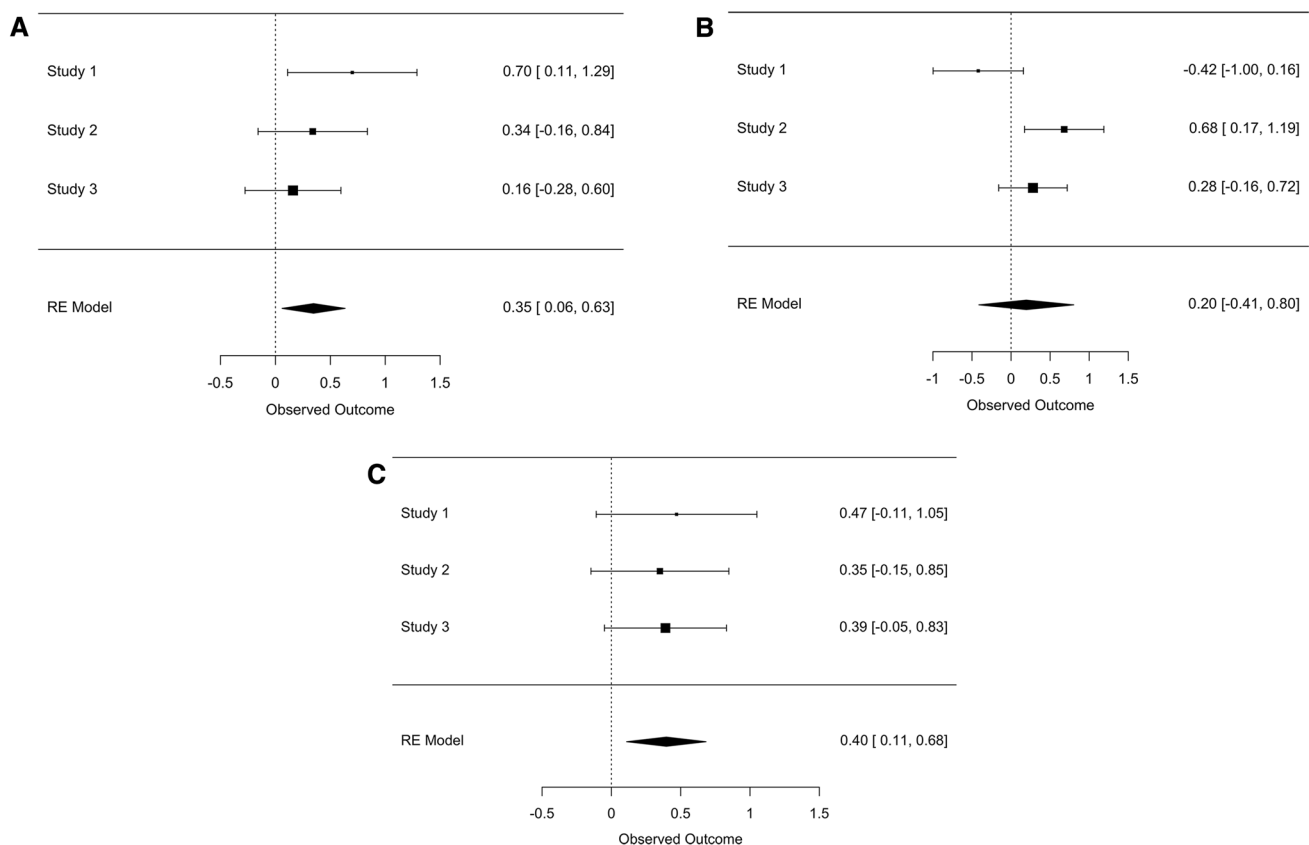 A
Study 1 0.70 [ 0.11, 1.29]
Study 2 0.34 [-0.16, 0.84]
Study 3 0.16 [-0.28, 0.60]
RE Model 0.35 [ 0.06, 0.63]
-0.5 0 0.5 1 1.5
Observed Outcome
B
Study 1 -0.42 [-1.00, 0.16]
Study 2 0.68 [ 0.17, 1.19]
Study 3 0.28 [-0.16, 0.72]
RE Model 0.20 [-0.41, 0.80]
-1 -0.5 0 0.5 1 1.5
Observed Outcome
C
Study 1 0.47 [-0.11, 1.05]
Study 2 0.35 [-0.15, 0.85]
Study 3 0.39 [-0.05, 0.83]
RE Model 0.40 [ 0.11, 0.68]
-0.5 0 0.5 1 1.5
Observed Outcome